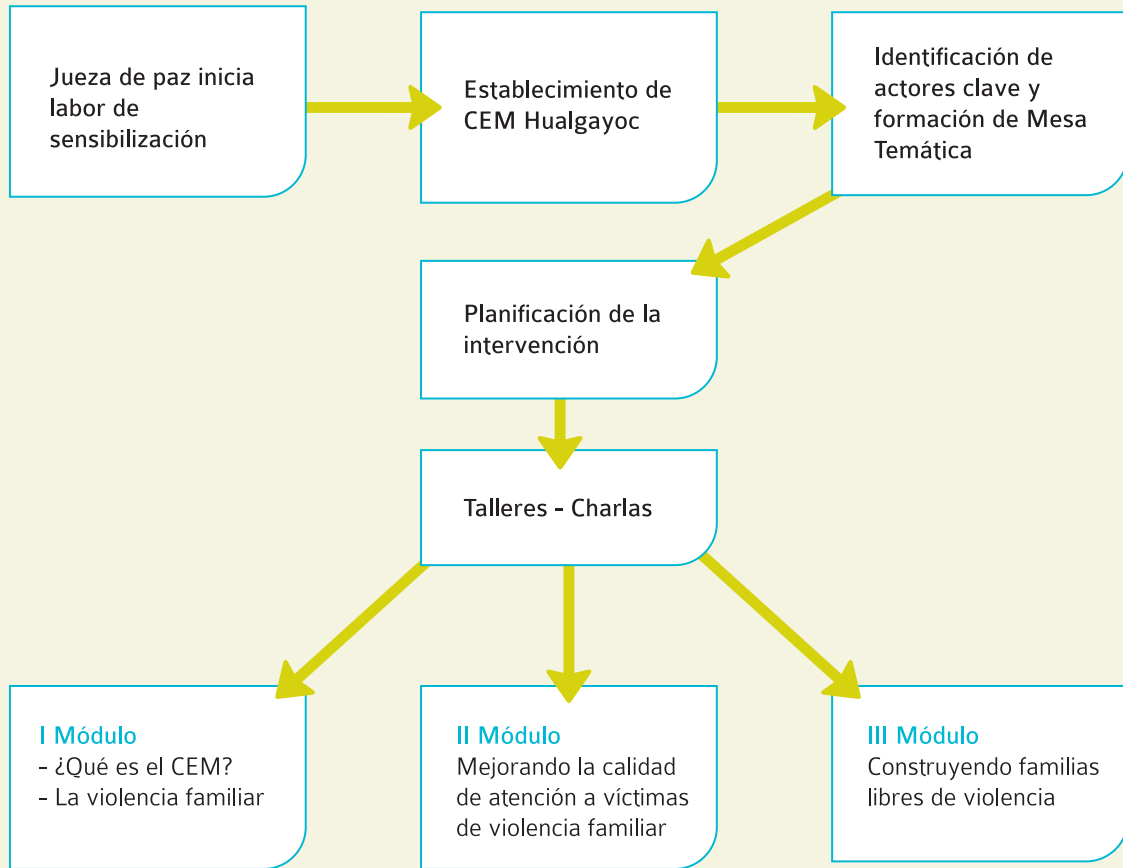 Jueza de paz inicia
labor de
sensibilización
Establecimiento de
CEM Hualgayoc
Identificación de
actores clave y
formación de Mesa
Temática
Planificación de la
intervención
Talleres - Charlas
I Módulo
- ¿Qué es el CEM?
- La violencia familiar
II Módulo
Mejorando la calidad
de atención a víctimas
de violencia familiar
III Módulo
Construyendo familias
libres de violencia